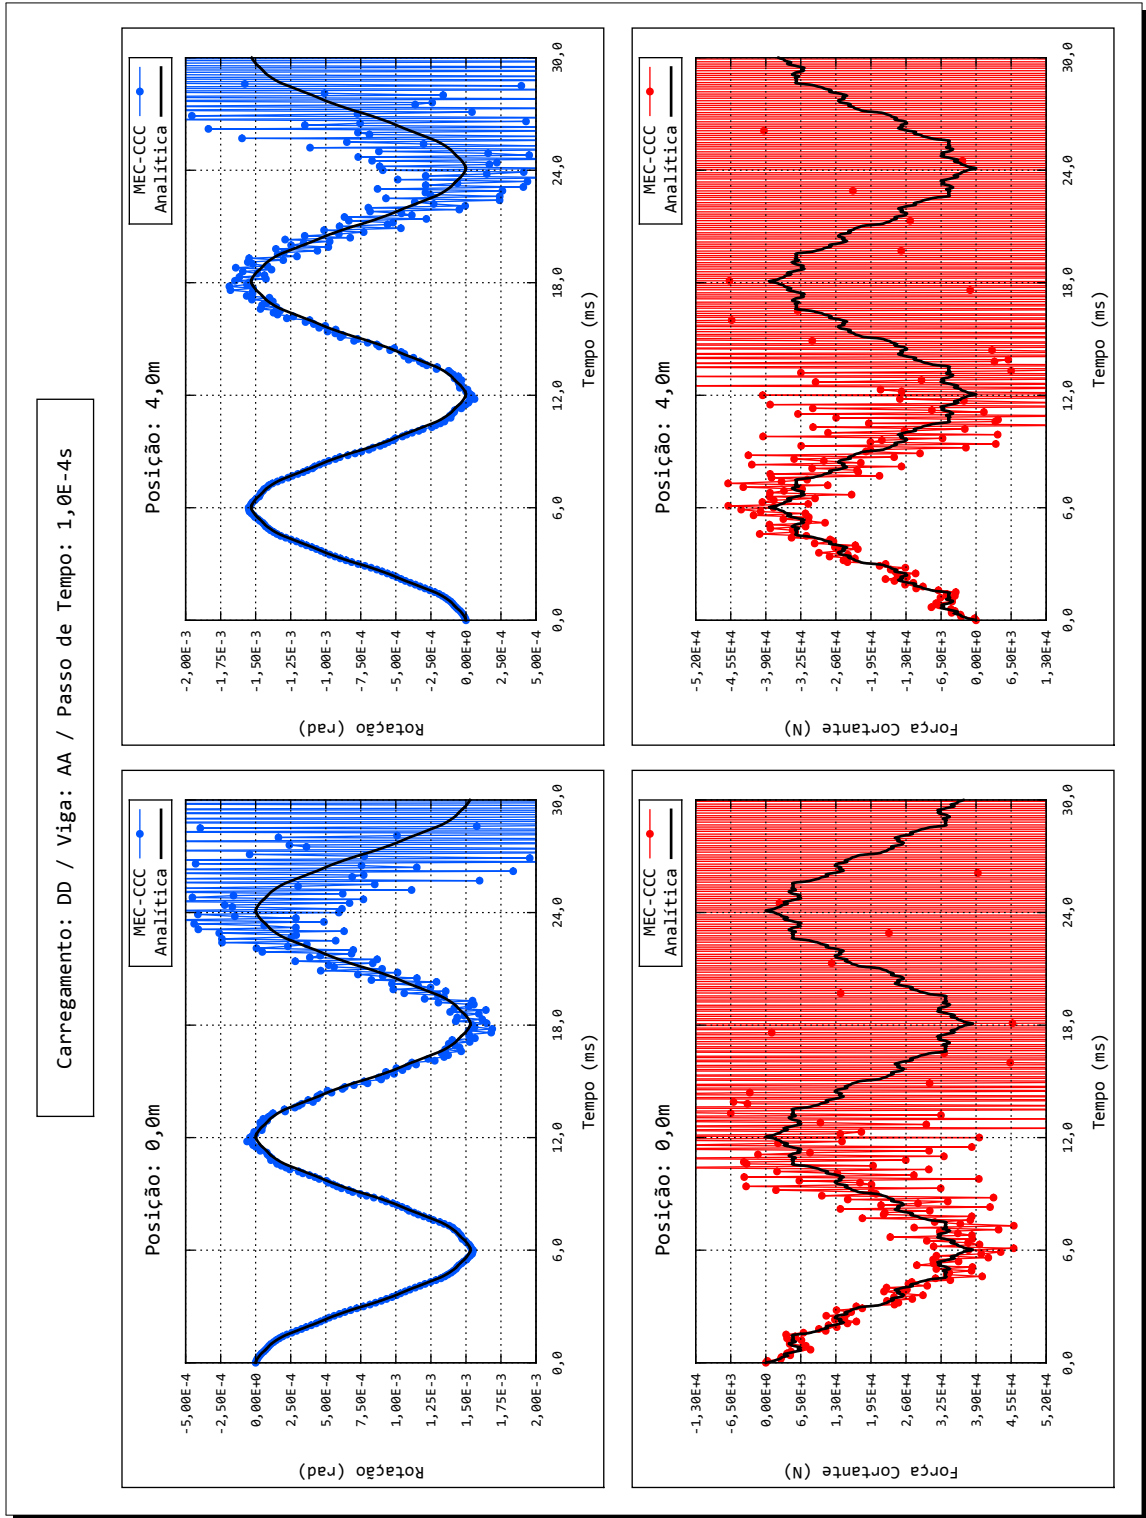 Carregamento: DD / Viga: AA / Passo de Tempo: 1,0E-4s
Posição: 0,0m
MEC-CCC
Analítica
Rotação (rad)
-5,00E-4
-2,50E-4
0,00E+0
2,50E-4
5,00E-4
7,50E-4
1,00E-3
1,25E-3
1,50E-3
1,75E-3
2,00E-3
0,0 6,0 12,0 18,0 24,0 30,0
Tempo (ms)
Posição: 4,0m
MEC-CCC
Analítica
Rotação (rad)
-2,00E-3
-1,75E-3
-1,50E-3
-1,25E-3
-1,00E-3
-7,50E-4
-5,00E-4
-2,50E-4
0,00E+0
2,50E-4
5,00E-4
0,0 6,0 12,0 18,0 24,0 30,0
Tempo (ms)
Posição: 0,0m
MEC-CCC
Analítica
Força Cortante (N)
-1,30E+4
-6,50E+3
0,00E+0
6,50E+3
1,30E+4
1,95E+4
2,60E+4
3,25E+4
3,90E+4
4,55E+4
5,20E+4
0,0 6,0 12,0 18,0 24,0 30,0
Tempo (ms)
Posição: 4,0m
MEC-CCC
Analítica
Força Cortante (N)
-5,20E+4
-4,55E+4
-3,90E+4
-3,25E+4
-2,60E+4
-1,95E+4
-1,30E+4
-6,50E+3
0,00E+0
6,50E+3
1,30E+4
0,0 6,0 12,0 18,0 24,0 30,0
Tempo (ms)